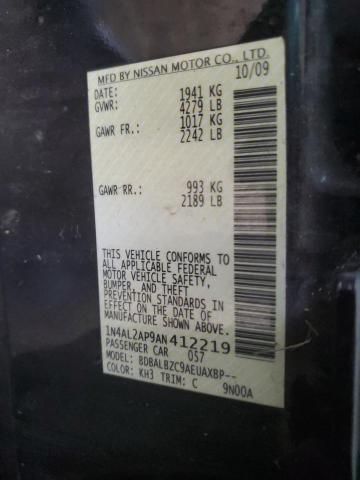 MFD BY NISSAN MOTOR CO., LTD.
10/09
DATE: 1941 KG
GVWR: 4279 LB
GAWR FR.: 1017 KG
2242 LB
GAWR RR.: 993 KG
2189 LB
THIS VEHICLE CONFORMS TO
ALL APPLICABLE FEDERAL
MOTOR VEHICLE SAFETY,
BUMPER, AND THEFT
PREVENTION STANDARDS IN
EFFECT ON THE DATE OF
MANUFACTURE SHOWN ABOVE.
1N4AL2AP9AN 412219
PASSENGER CAR 057
MODEL: BDBALBZC9AEUAXBP--
COLOR: KH3 TRIM: C 9N00A